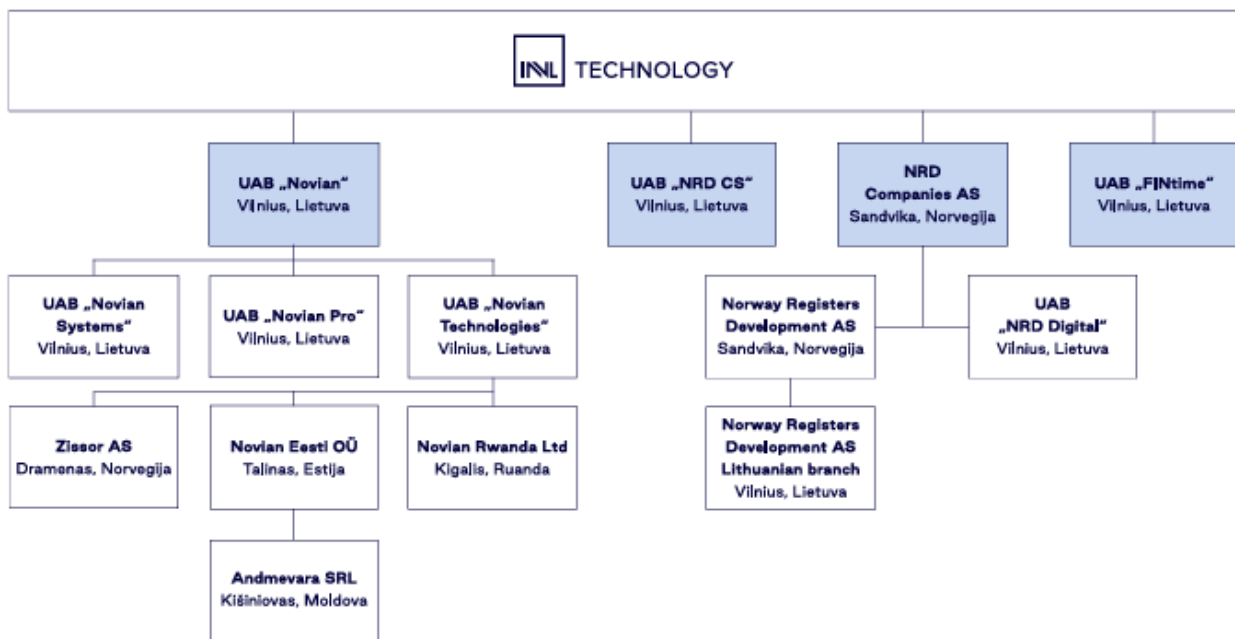 INVL TECHNOLOGY
UAB „Novian“
Vilnius, Lietuva
UAB „NRD CS“
Vilnius, Lietuva
NRD
Companies AS
Sandvika, Norvegija
UAB „FINtime“
Vilnius, Lietuva
UAB „Novian
Systems“
Vilnius, Lietuva
UAB „Novian Pro“
Vilnius, Lietuva
UAB „Novian
Technologies“
Vilnius, Lietuva
Norway Registers
Development AS
Sandvika, Norvegija
UAB
„NRD Digital“
Vilnius, Lietuva
Zissor AS
Dramenas, Norvegija
Novian Eesti OÜ
Talinas, Estija
Novian Rwanda Ltd
Kigalis, Ruanda
Norway Registers
Development AS
Lithuanian branch
Vilnius, Lietuva
Andmevara SRL
Kišiniovas, Moldova